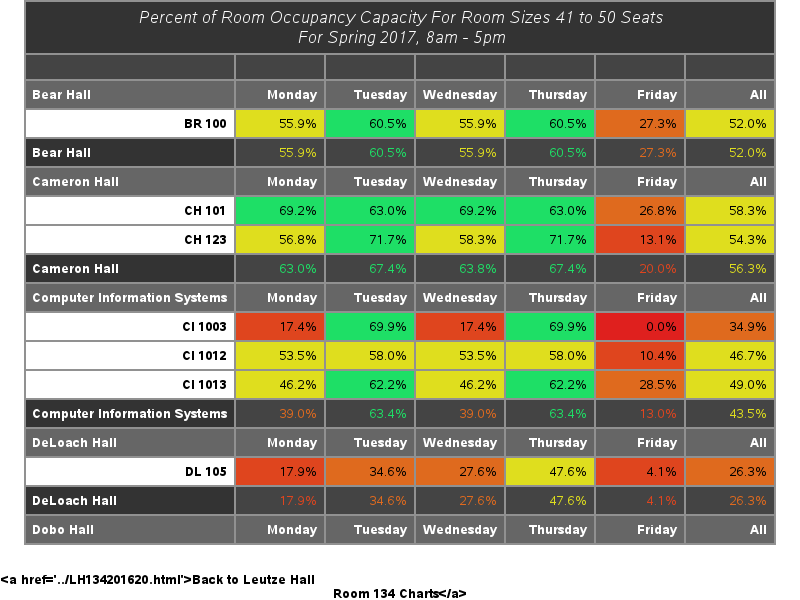 Percent of Room Occupancy Capacity For Room Sizes 41 to 50 Seats
For Spring 2017, 8am - 5pm
Bear Hall Monday Tuesday Wednesday Thursday Friday All
BR 100 55.9% 60.5% 55.9% 60.5% 27.3% 52.0%
Bear Hall 55.9% 60.5% 55.9% 60.5% 27.3% 52.0%
Cameron Hall Monday Tuesday Wednesday Thursday Friday All
CH 101 69.2% 63.0% 69.2% 63.0% 26.8% 58.3%
CH 123 56.8% 71.7% 58.3% 71.7% 13.1% 54.3%
Cameron Hall 63.0% 67.4% 63.8% 67.4% 20.0% 56.3%
Computer Information Systems Monday Tuesday Wednesday Thursday Friday All
CI 1003 17.4% 69.9% 17.4% 69.9% 0.0% 34.9%
CI 1012 53.5% 58.0% 53.5% 58.0% 10.4% 46.7%
CI 1013 46.2% 62.2% 46.2% 62.2% 28.5% 49.0%
Computer Information Systems 39.0% 63.4% 39.0% 63.4% 13.0% 43.5%
DeLoach Hall Monday Tuesday Wednesday Thursday Friday All
DL 105 17.9% 34.6% 27.6% 47.6% 4.1% 26.3%
DeLoach Hall 17.9% 34.6% 27.6% 47.6% 4.1% 26.3%
Dobo Hall Monday Tuesday Wednesday Thursday Friday All
<a href='../LH134201620.html'>Back to Leutze Hall
Room 134 Charts</a>